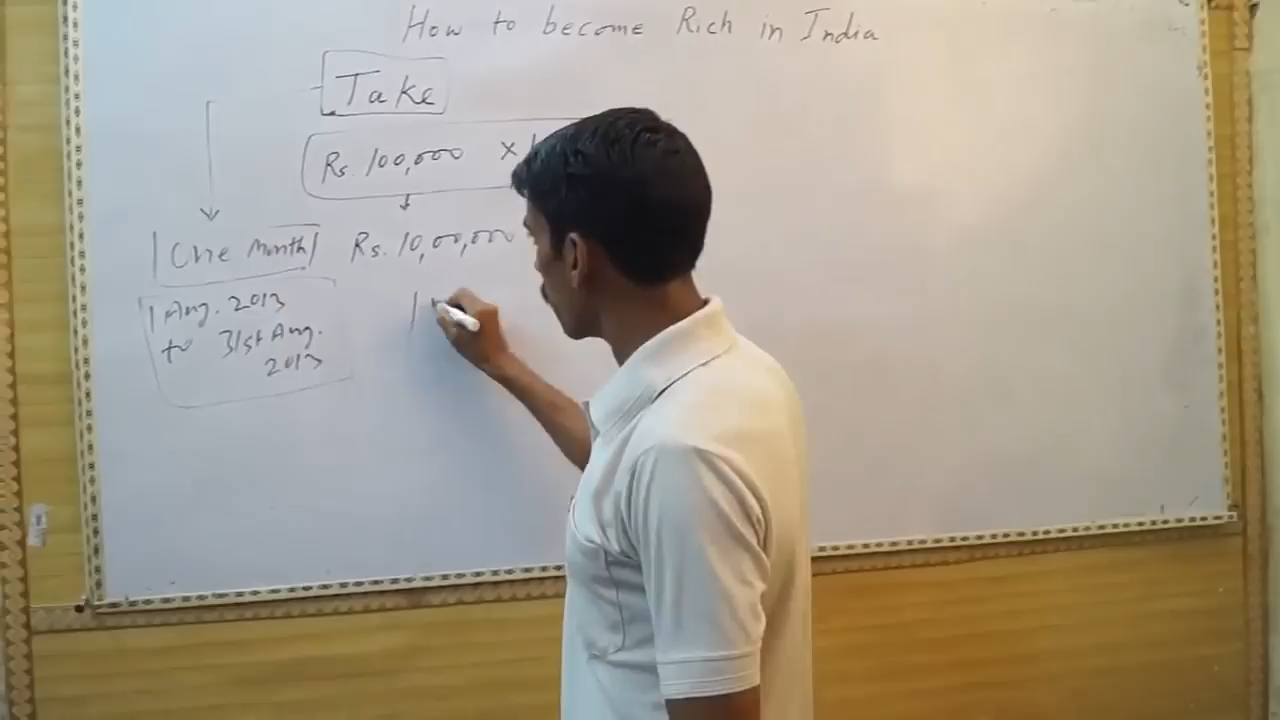 How to become Rich in India
Take
Rs. 100,000 x
One Month
Rs. 10,00,000
1 Aug. 2013
to 31st Aug.
2013